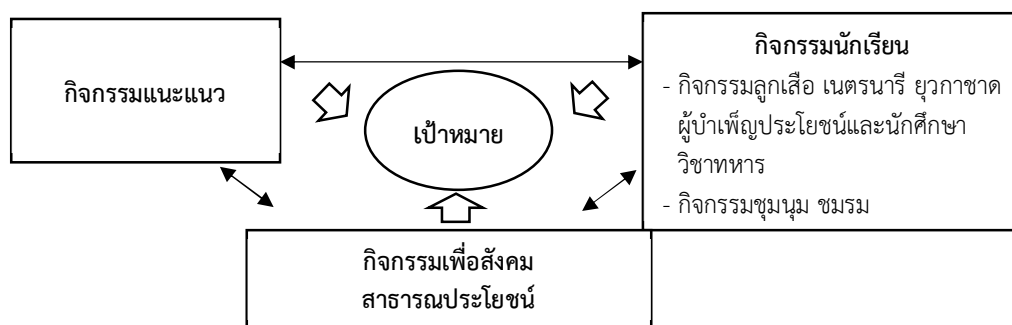 กิจกรรมแนะแนว
เป้าหมาย
กิจกรรมนักเรียน
- กิจกรรมลูกเสือ เนตรนารี ยุวกาชาด
ผู้บำเพ็ญประโยชน์และนักศึกษา
วิชาทหาร
- กิจกรรมชุมนุม ชมรม
กิจกรรมเพื่อสังคม
สาธารณประโยชน์